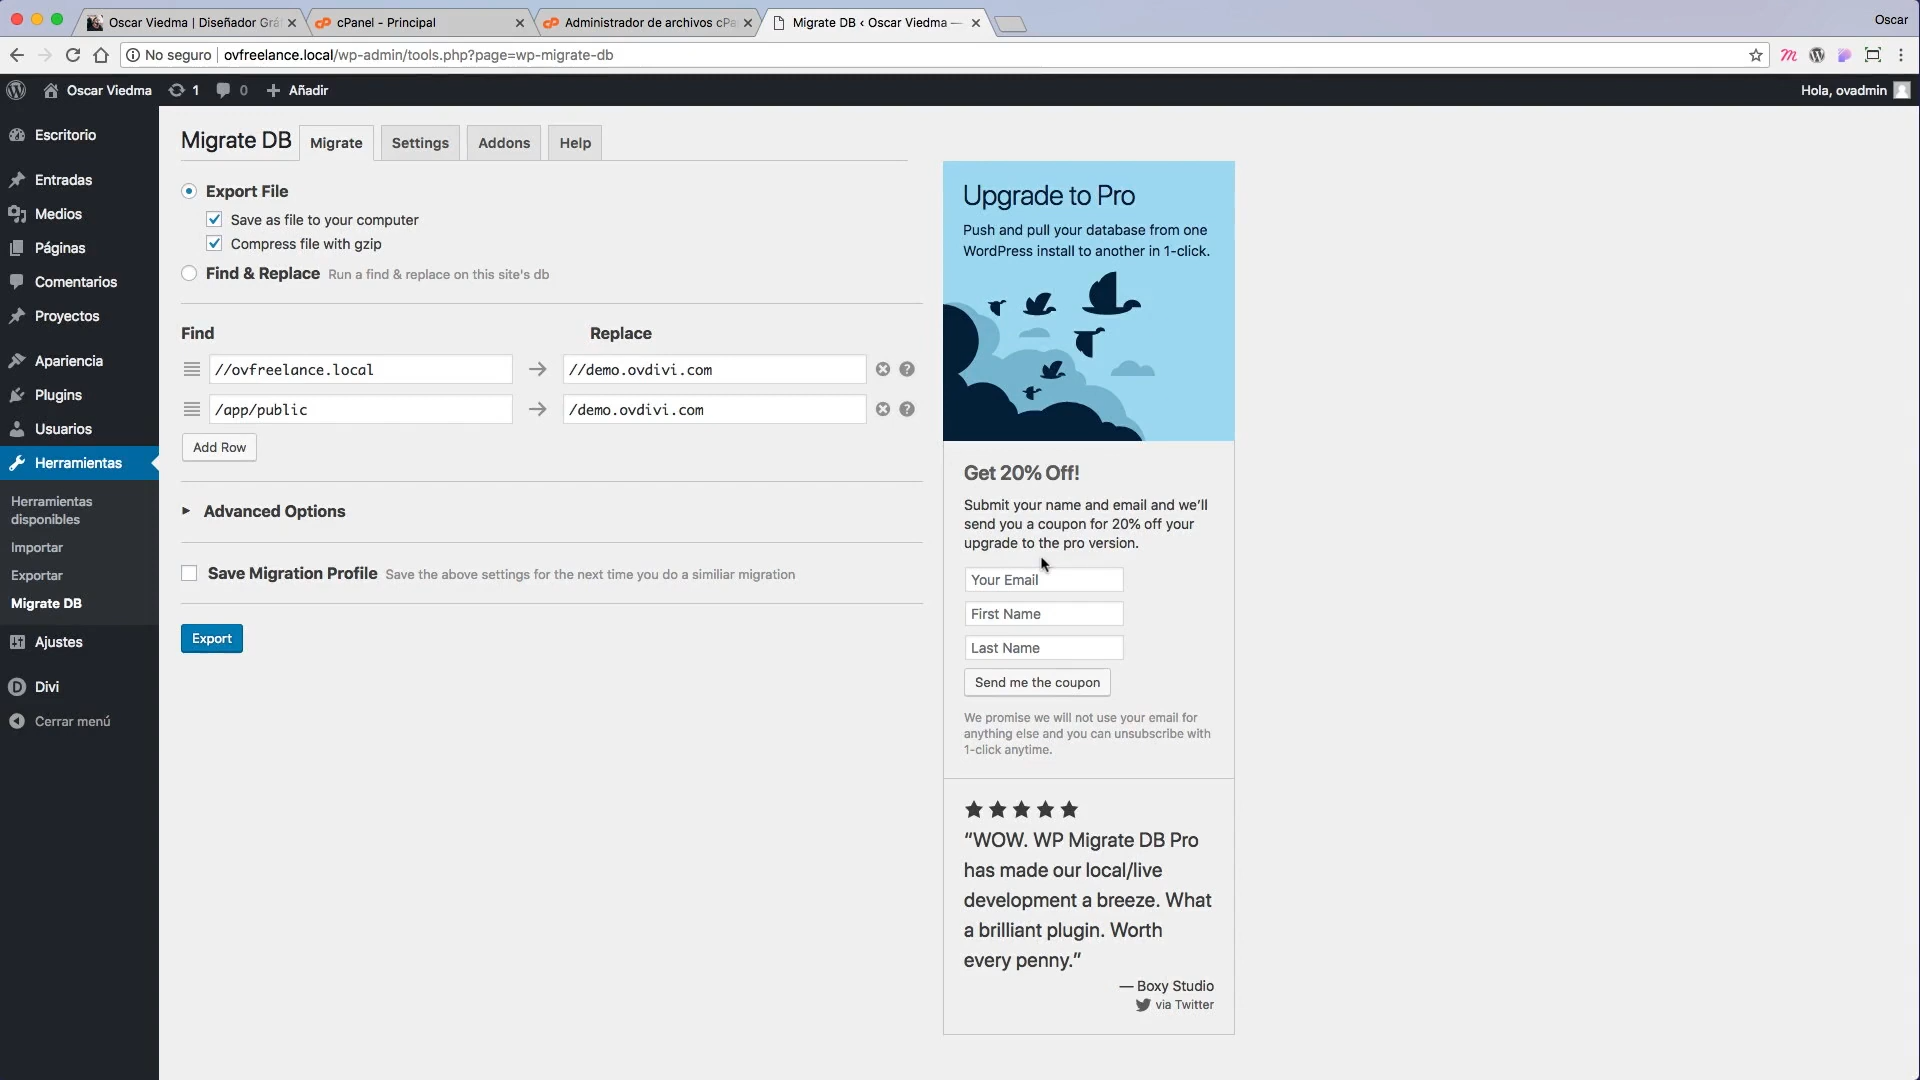 Oscar Viedma | Diseñador Grá
cPanel - Principal
Administrador de archivos cPa
Migrate DB ‹ Oscar Viedma —
Oscar
No seguro
ovfreelance.local/wp-admin/tools.php?page=wp-migrate-db
Oscar Viedma
1
0
Añadir
Hola, ovadmin
Escritorio
Entradas
Medios
Páginas
Comentarios
Proyectos
Apariencia
Plugins
Usuarios
Herramientas
Herramientas
disponibles
Importar
Exportar
Migrate DB
Ajustes
Divi
Cerrar menú
Migrate DB
Migrate
Settings
Addons
Help
Export File
Save as file to your computer
Compress file with gzip
Find & Replace Run a find & replace on this site's db
Find
Replace
//ovfreelance.local
//demo.ovdivi.com
/app/public
/demo.ovdivi.com
Add Row
Advanced Options
Save Migration Profile Save the above settings for the next time you do a similiar migration
Export
Upgrade to Pro
Push and pull your database from one
WordPress install to another in 1-click.
Get 20% Off!
Submit your name and email and we'll
send you a coupon for 20% off your
upgrade to the pro version.
Your Email
First Name
Last Name
Send me the coupon
We promise we will not use your email for
anything else and you can unsubscribe with
1-click anytime.
“WOW. WP Migrate DB Pro
has made our local/live
development a breeze. What
a brilliant plugin. Worth
every penny.”
— Boxy Studio
via Twitter